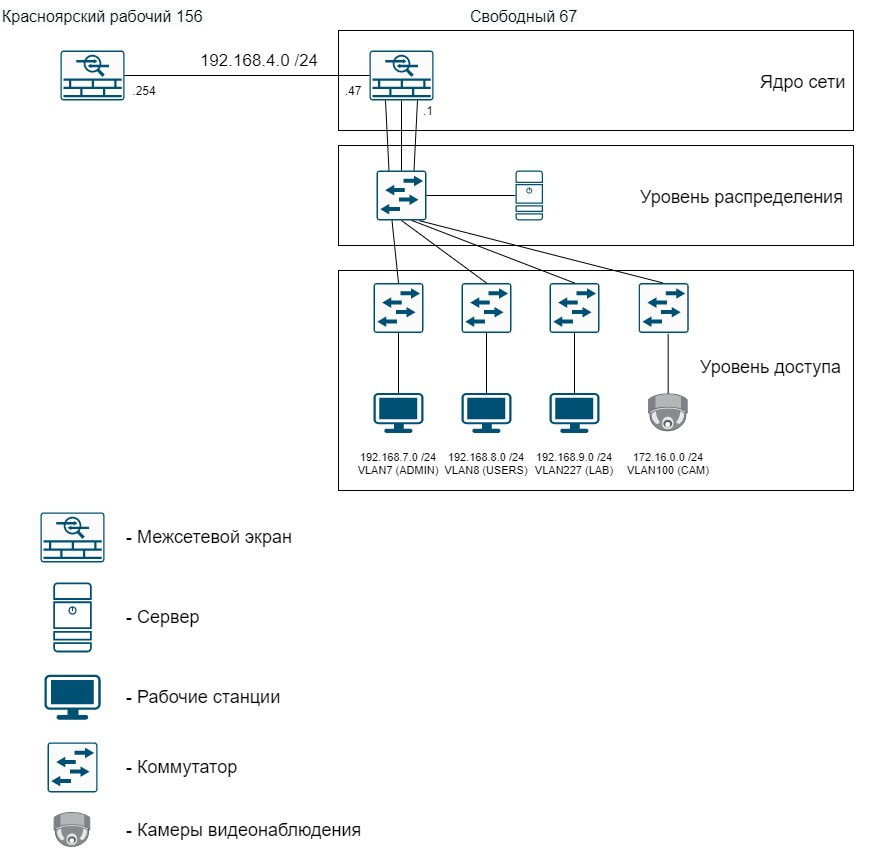 Красноярский рабочий 156
Свободный 67
192.168.4.0 /24
.254
.47
.1
Ядро сети
Уровень распределения
Уровень доступа
192.168.7.0 /24
VLAN7 (ADMIN)
192.168.8.0 /24
VLAN8 (USERS)
192.168.9.0 /24
VLAN227 (LAB)
172.16.0.0 /24
VLAN100 (CAM)
- Межсетевой экран
- Сервер
- Рабочие станции
- Коммутатор
- Камеры видеонаблюдения